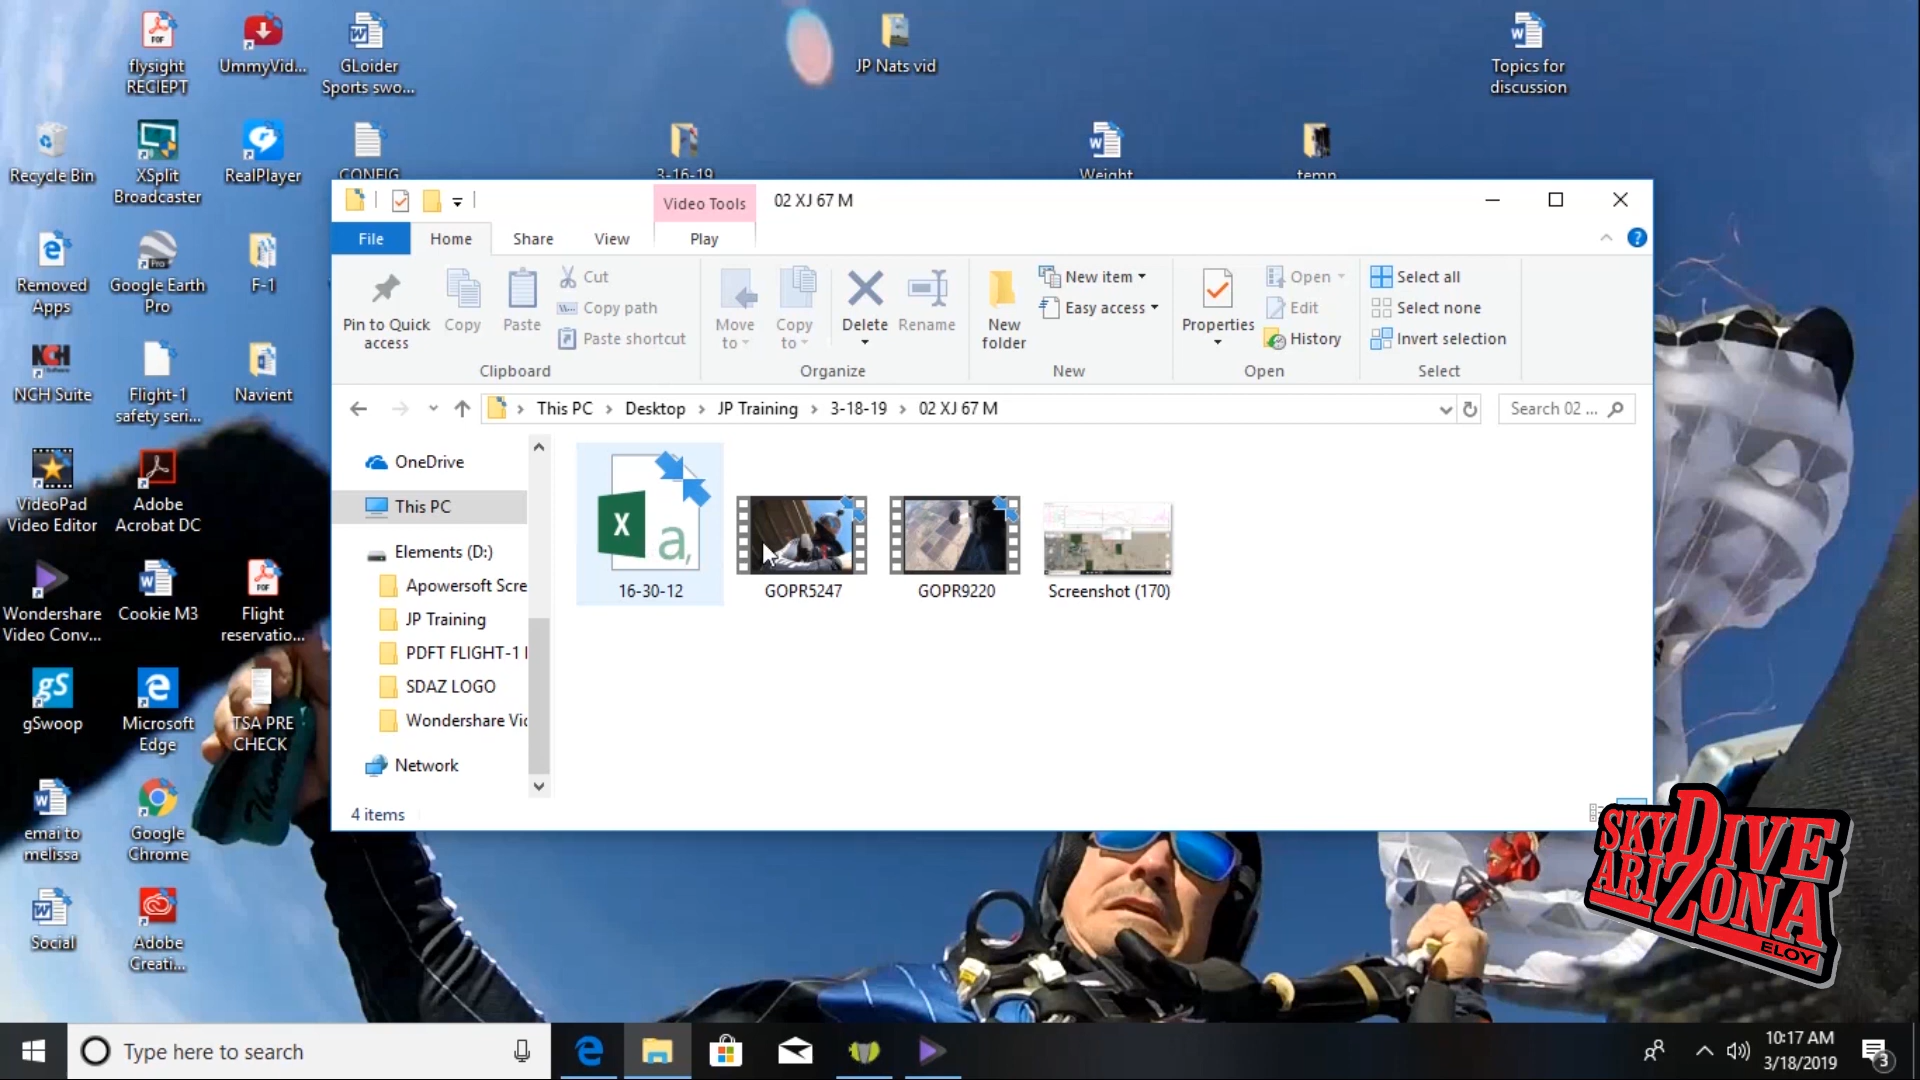 flysight
RECIEPT
UmmyVid...
GLoider
Sports swo...
JP Nats vid
Topics for
discussion
Recycle Bin
XSplit
Broadcaster
RealPlayer
CONFIG
3-16-19
Weight
temp
Video Tools
02 XJ 67 M
File
Home
Share
View
Play
Removed
Apps
Google Earth
Pro
F-1
Pin to Quick
access
Copy
Paste
Cut
Copy path
Paste shortcut
Clipboard
Move
to
Copy
to
Delete
Rename
Organize
New
folder
New item
Easy access
New
Properties
Open
Edit
History
Open
Select all
Select none
Invert selection
Select
NCH Suite
Flight-1
safety seri...
Navient
This PC
Desktop
JP Training
3-18-19
02 XJ 67 M
Search 02 ...
OneDrive
This PC
Elements (D:)
Apowersoft Scre
JP Training
PDFT FLIGHT-1
SDAZ LOGO
Wondershare Vic
Network
16-30-12
GOPR5247
GOPR9220
Screenshot (170)
4 items
VideoPad
Video Editor
Adobe
Acrobat DC
Wondershare
Video Conv...
Cookie M3
Flight
reservatio...
gSwoop
Microsoft
Edge
TSA PRE
CHECK
emai to
melissa
Google
Chrome
Social
Adobe
Creati...
SKYDIVE
ARIZONA
ELOY
Type here to search
10:17 AM
3/18/2019
3